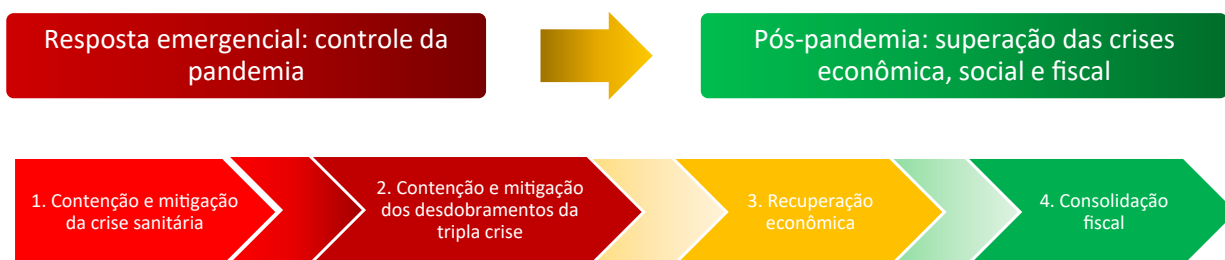 Resposta emergencial: controle da
pandemia
Pós-pandemia: superação das crises
econômica, social e fiscal
1. Contenção e mitigação
da crise sanitária
2. Contenção e mitigação
dos desdobramentos da
tripla crise
3. Recuperação
econômica
4. Consolidação
fiscal